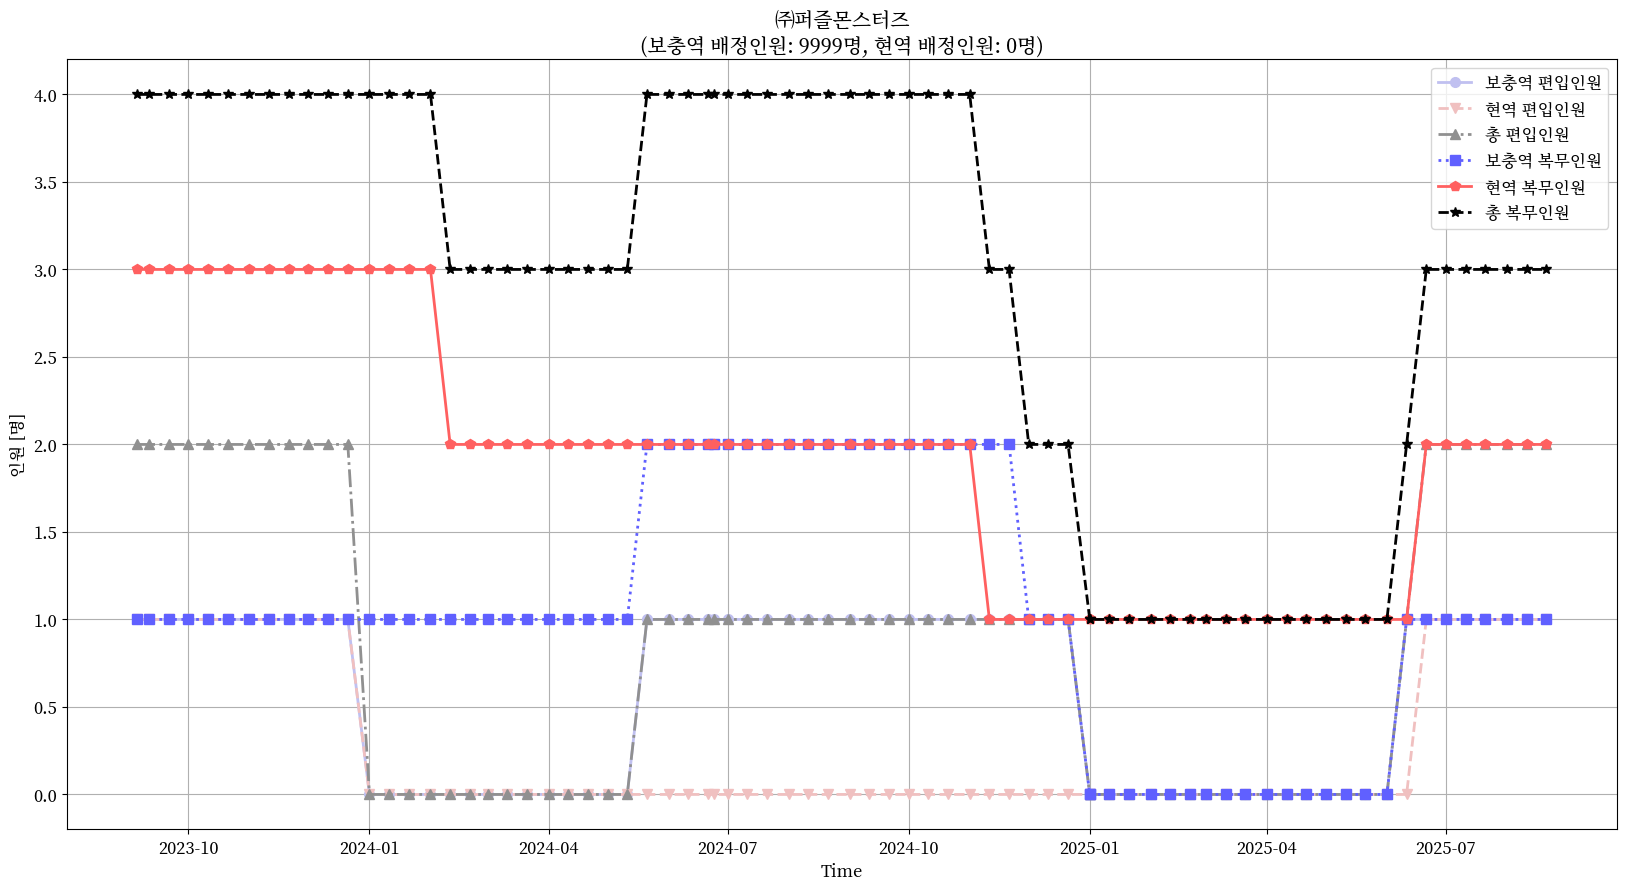 ㈜퍼즐몬스터즈
(보충역 배정인원: 9999명, 현역 배정인원: 0명)
보충역 편입인원
현역 편입인원
총 편입인원
보충역 복무인원
현역 복무인원
총 복무인원
인원 [명]
4.0
3.5
3.0
2.5
2.0
1.5
1.0
0.5
0.0
2023-10
2024-01
2024-04
2024-07
2024-10
2025-01
2025-04
2025-07
Time